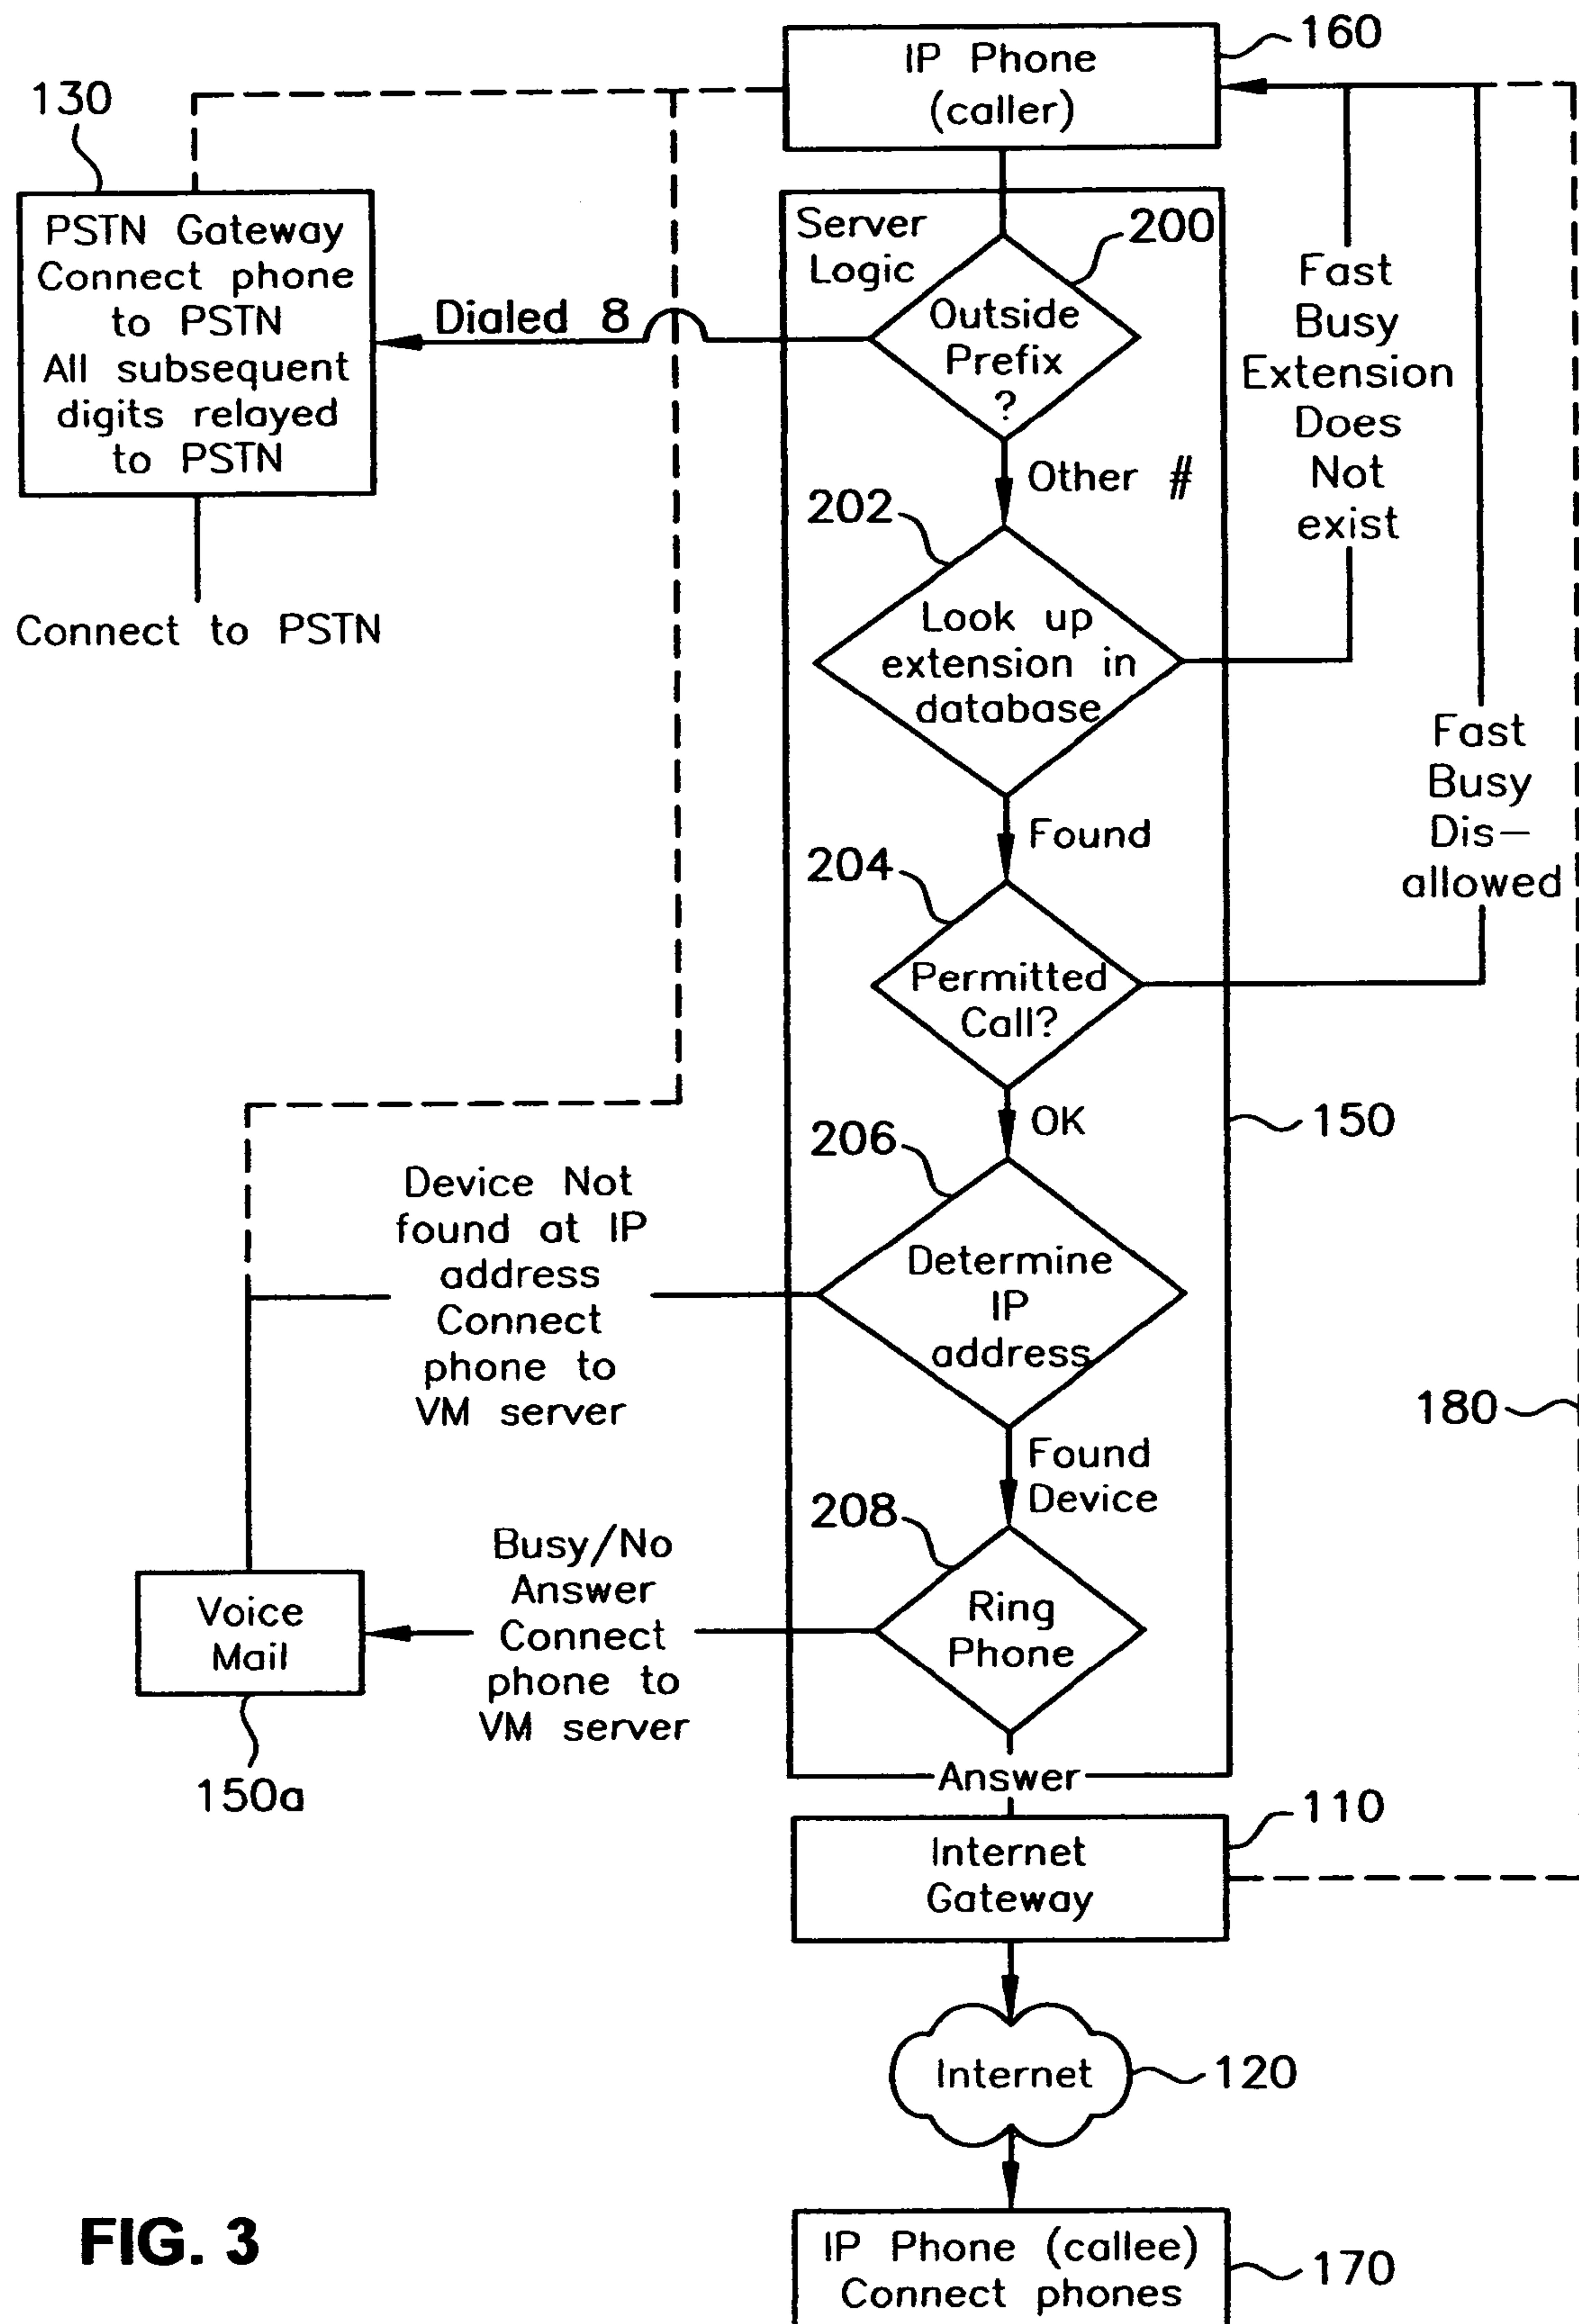 160
IP Phone
(caller)
130
PSTN Gateway
Connect phone
to PSTN
All subsequent
digits relayed
to PSTN
Connect to PSTN
Server
Logic
200
Outside
Prefix
?
Dialed 8
Other #
Fast
Busy
Extension
Does
Not
exist
202
Look up
extension in
database
Fast
Busy
Dis-
allowed
Found
204
Permitted
Call?
OK
150
206
Determine
IP
address
Device Not
found at IP
address
Connect
phone to
VM server
180
Found
Device
208
Ring
Phone
Busy/No
Answer
Connect
phone to
VM server
Voice
Mail
150a
Answer
110
Internet
Gateway
Internet
120
IP Phone (callee)
Connect phones
170
FIG. 3